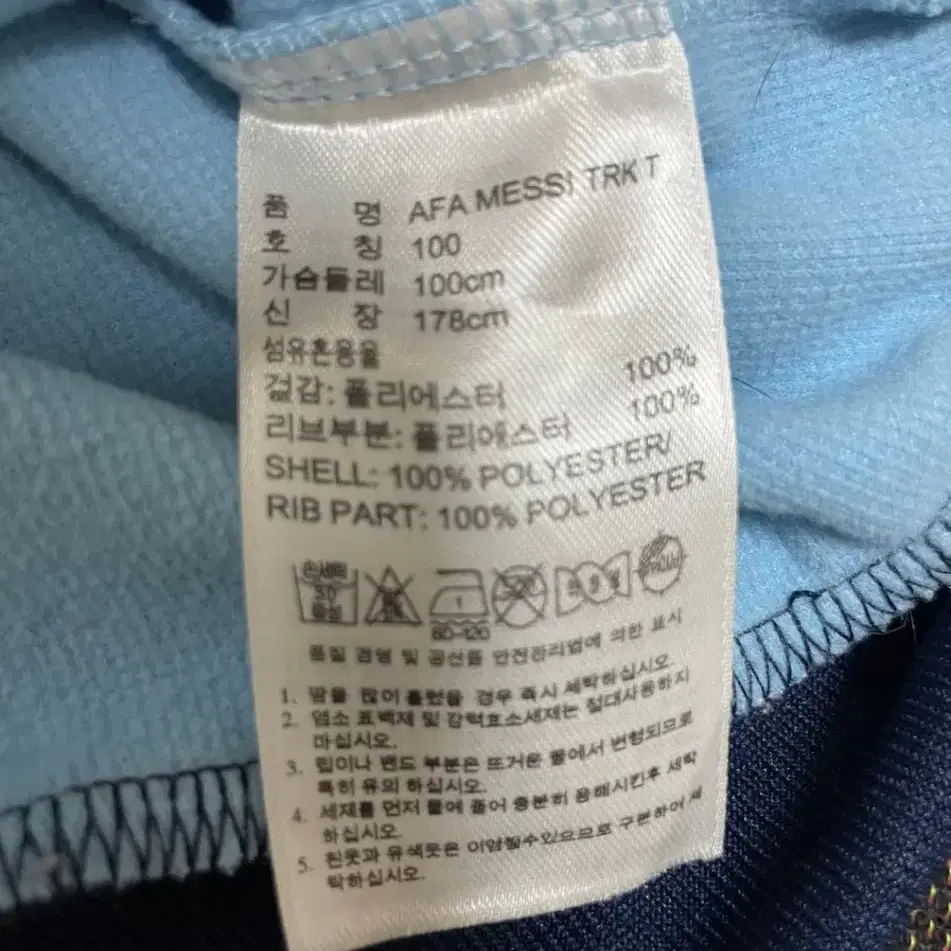 품 명 AFA MESSI TRK T
호 칭 100
가슴둘레 100cm
신 장 178cm
섬유혼용율
겉감: 폴리에스터 100%
리브부분: 폴리에스터 100%
SHELL: 100% POLYESTER/
RIB PART: 100% POLYESTER
손세탁
30
중성
1
80-120
품질 경영 및 공산품 안전관리법에 의한 표시
1. 땀을 많이 흘렸을 경우 즉시 세탁하십시오.
2. 염소 표백제 및 강력효소세제는 절대사용하지
마십시오.
3. 립이나 밴드 부분은 뜨거운 물에서 변형되므로
특히 유의 하십시오.
4. 세제를 먼저 물에 풀어 충분히 용해시킨후 세탁
하십시오.
5. 흰옷과 유색옷은 이염될수있으므로 구분하여 세
탁하십시오.